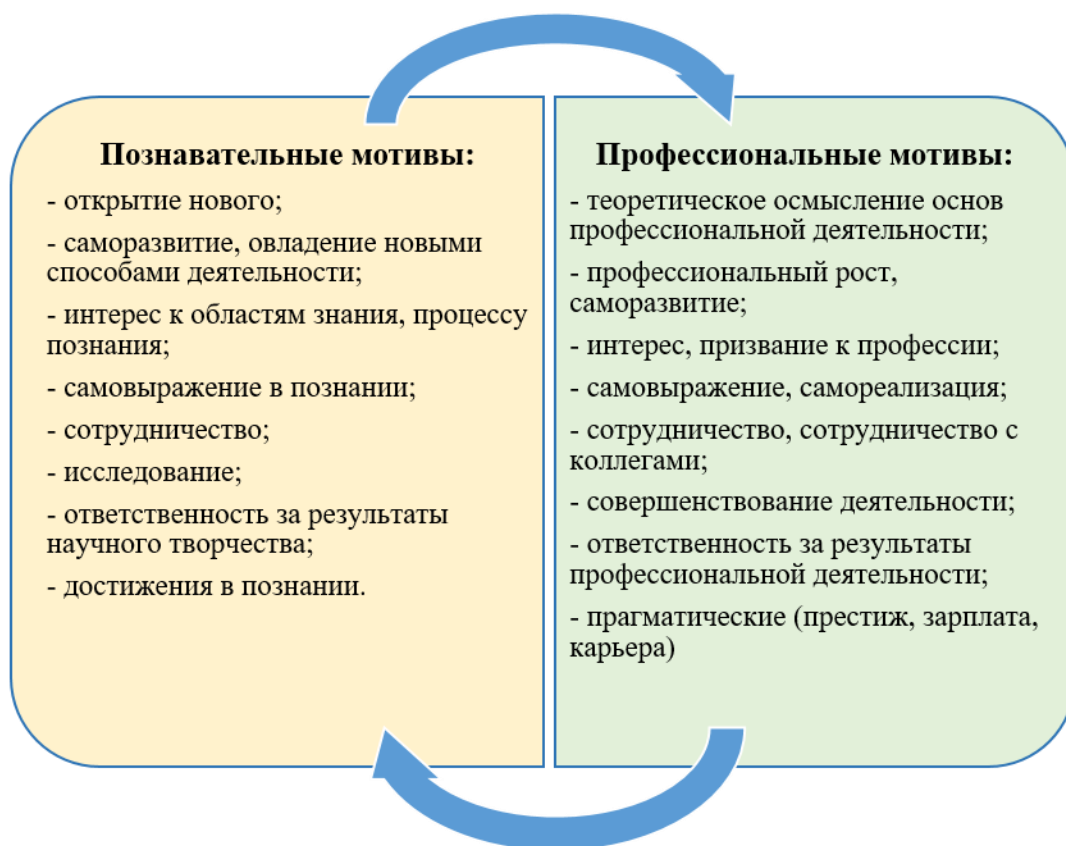 Познавательные мотивы:
- открытие нового;
- саморазвитие, овладение новыми
способами деятельности;
- интерес к областям знания, процессу
познания;
- самовыражение в познании;
- сотрудничество;
- исследование;
- ответственность за результаты
научного творчества;
- достижения в познании.
Профессиональные мотивы:
- теоретическое осмысление основ
профессиональной деятельности;
- профессиональный рост,
саморазвитие;
- интерес, призвание к профессии;
- самовыражение, самореализация;
- сотрудничество, сотрудничество с
коллегами;
- совершенствование деятельности;
- ответственность за результаты
профессиональной деятельности;
- прагматические (престиж, зарплата,
карьера)